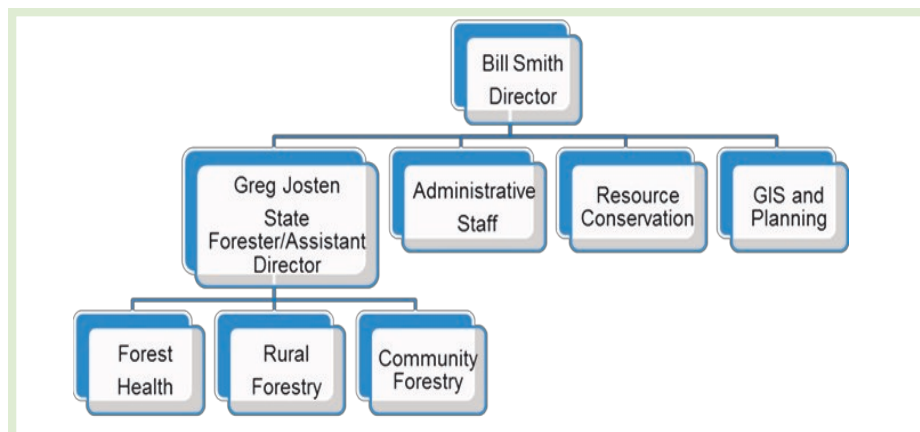 Bill Smith
Director
Greg Josten
State
Forester/Assistant
Director
Administrative
Staff
Resource
Conservation
GIS and
Planning
Forest
Health
Rural
Forestry
Community
Forestry